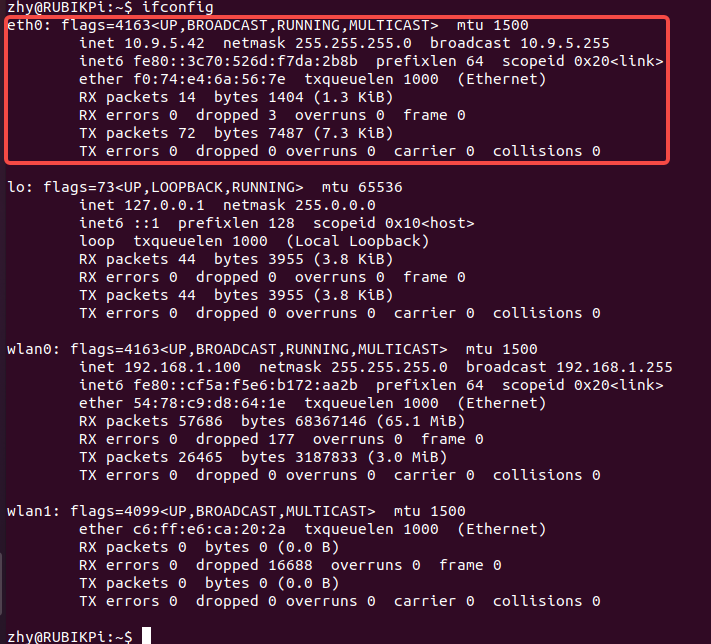 zhy@RUBIKPi:~$ ifconfig
eth0: flags=4163<UP,BROADCAST,RUNNING,MULTICAST>  mtu 1500
        inet 10.9.5.42  netmask 255.255.255.0  broadcast 10.9.5.255
        inet6 fe80::3c70:526d:f7da:2b8b  prefixlen 64  scopeid 0x20<link>
        ether f0:74:e4:6a:56:7e  txqueuelen 1000  (Ethernet)
        RX packets 14  bytes 1404 (1.3 KiB)
        RX errors 0  dropped 3  overruns 0  frame 0
        TX packets 72  bytes 7487 (7.3 KiB)
        TX errors 0  dropped 0 overruns 0  carrier 0  collisions 0

lo: flags=73<UP,LOOPBACK,RUNNING>  mtu 65536
        inet 127.0.0.1  netmask 255.0.0.0
        inet6 ::1  prefixlen 128  scopeid 0x10<host>
        loop  txqueuelen 1000  (Local Loopback)
        RX packets 44  bytes 3955 (3.8 KiB)
        RX errors 0  dropped 0  overruns 0  frame 0
        TX packets 44  bytes 3955 (3.8 KiB)
        TX errors 0  dropped 0 overruns 0  carrier 0  collisions 0

wlan0: flags=4163<UP,BROADCAST,RUNNING,MULTICAST>  mtu 1500
        inet 192.168.1.100  netmask 255.255.255.0  broadcast 192.168.1.255
        inet6 fe80::cf5a:f5e6:b172:aa2b  prefixlen 64  scopeid 0x20<link>
        ether 54:78:c9:d8:64:1e  txqueuelen 1000  (Ethernet)
        RX packets 57686  bytes 68367146 (65.1 MiB)
        RX errors 0  dropped 177  overruns 0  frame 0
        TX packets 26465  bytes 3187833 (3.0 MiB)
        TX errors 0  dropped 0 overruns 0  carrier 0  collisions 0

wlan1: flags=4099<UP,BROADCAST,MULTICAST>  mtu 1500
        ether c6:ff:e6:ca:20:2a  txqueuelen 1000  (Ethernet)
        RX packets 0  bytes 0 (0.0 B)
        RX errors 0  dropped 16688  overruns 0  frame 0
        TX packets 0  bytes 0 (0.0 B)
        TX errors 0  dropped 0 overruns 0  carrier 0  collisions 0

zhy@RUBIKPi:~$